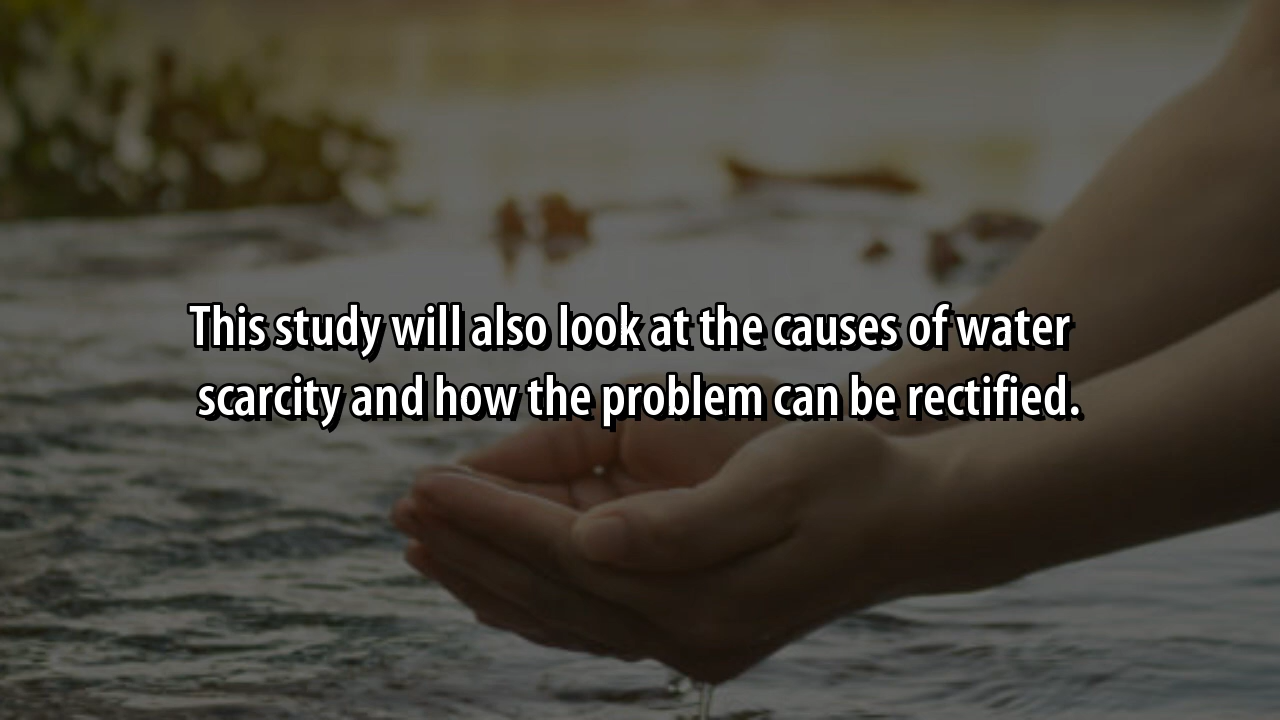 This study will also look at the causes of water
scarcity and how the problem can be rectified.